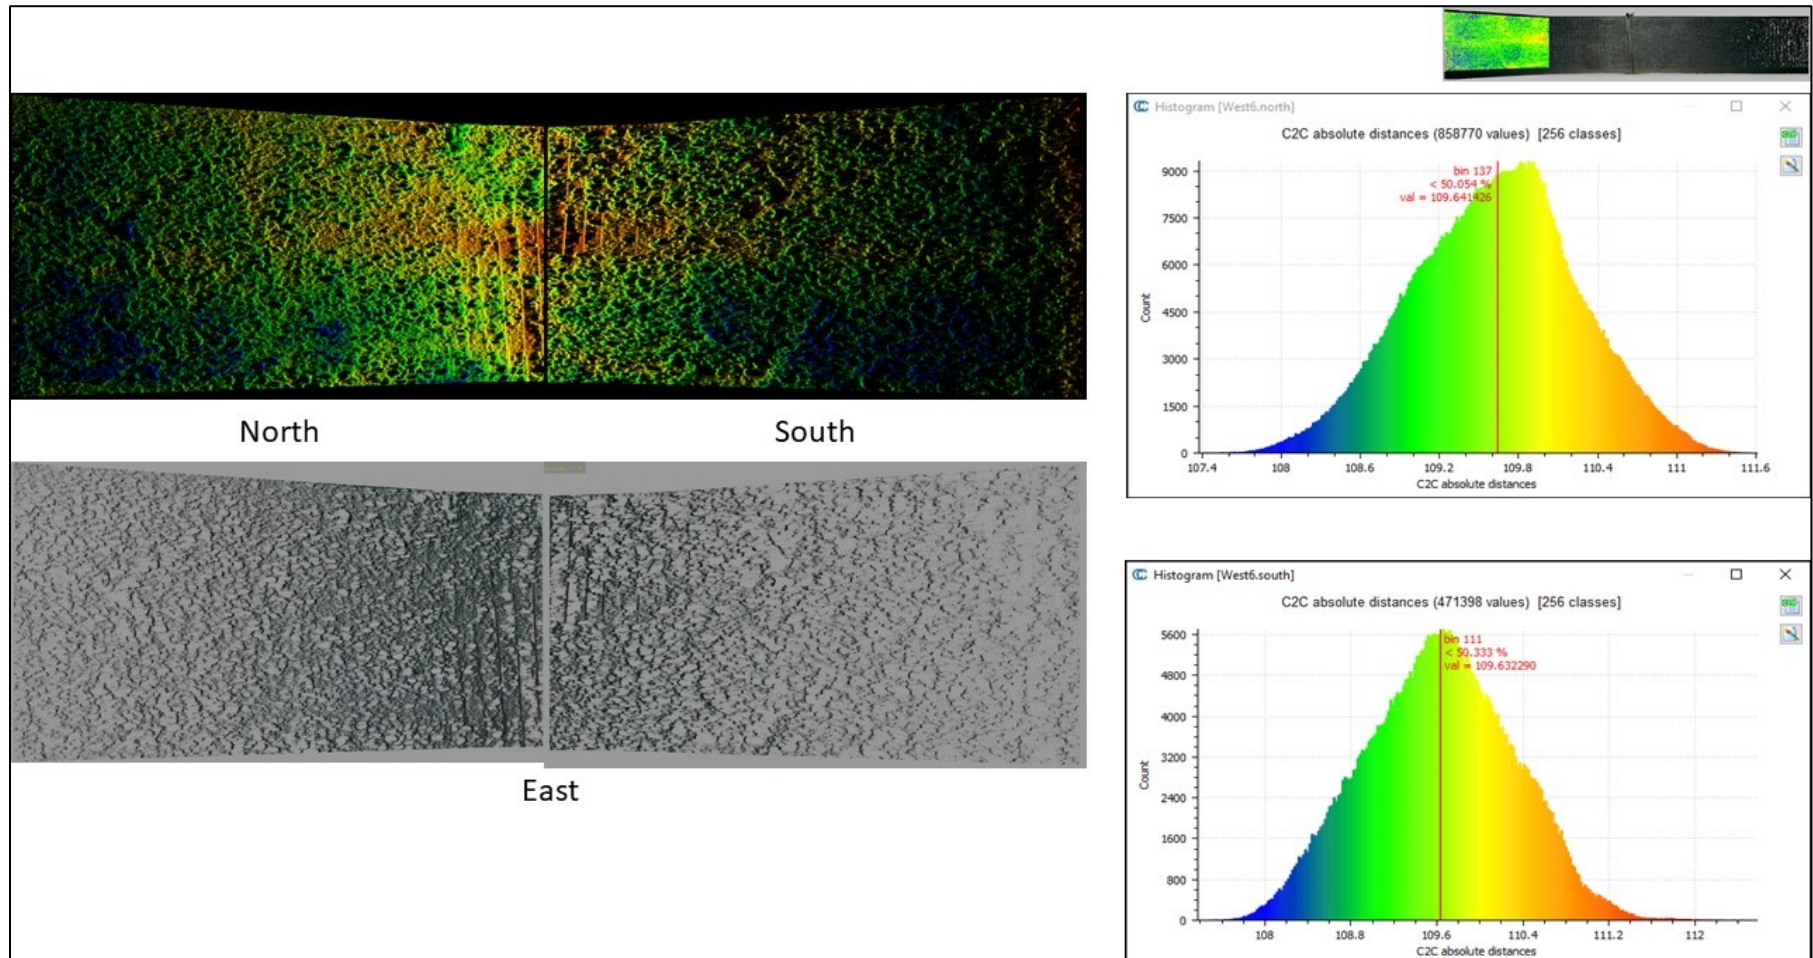 Histogram [West6.north]
C2C absolute distances (858770 values) [256 classes]
bin 137
< 50.054 %
val = 109.641426
9000
7500
6000
4500
3000
1500
0
Count
107.4 108 108.6 109.2 109.8 110.4 111 111.6
C2C absolute distances
North South
East
Histogram [West6.south]
C2C absolute distances (471398 values) [256 classes]
bin 111
< 50.333 %
val = 109.632290
5600
4800
4000
3200
2400
1600
800
0
Count
108 108.8 109.6 110.4 111.2 112
C2C absolute distances